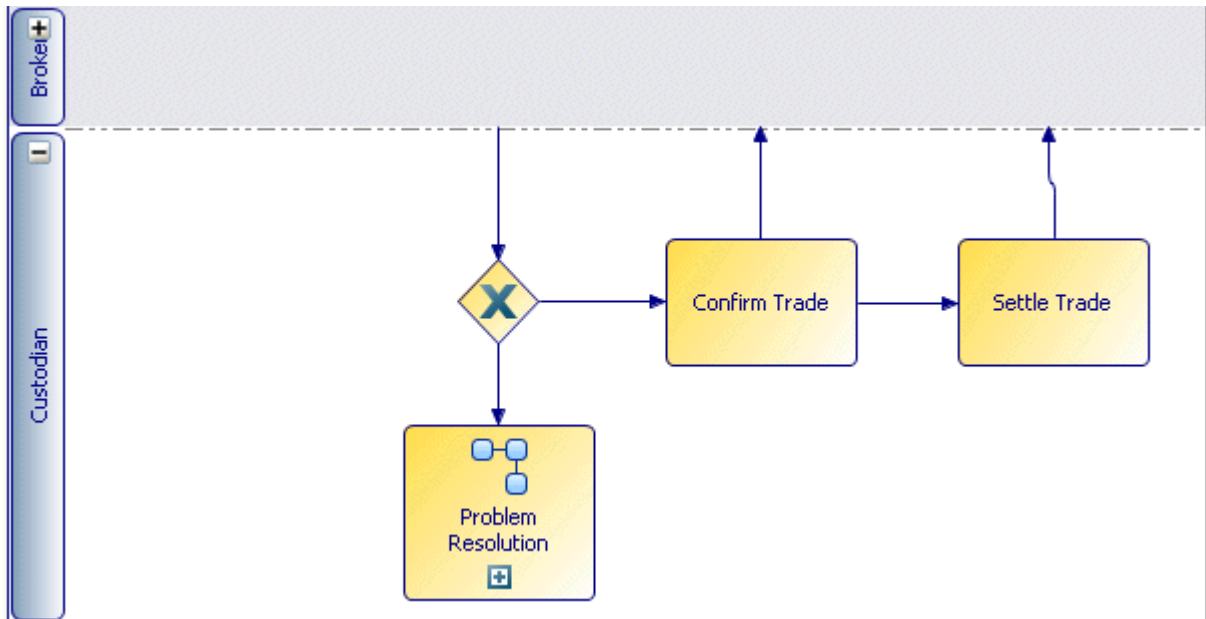 Broker
Custodian
Confirm Trade
Settle Trade
Problem
Resolution